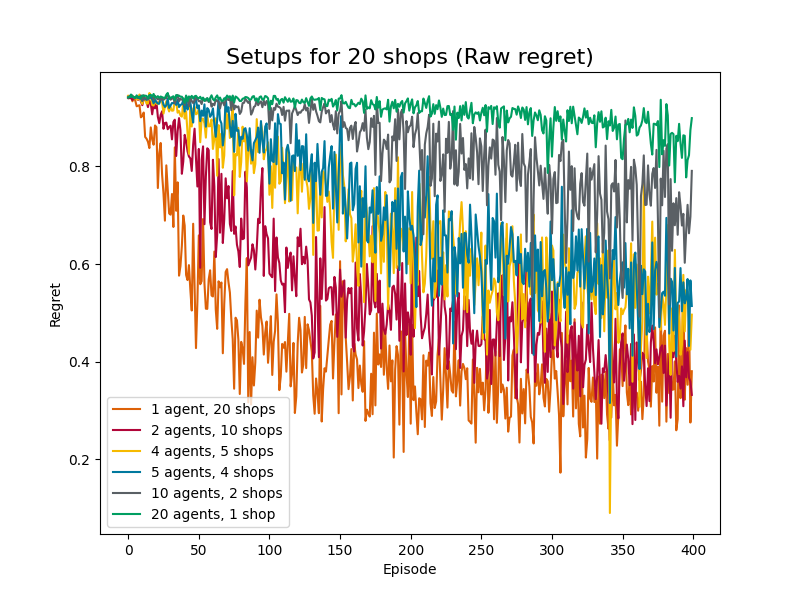 Setups for 20 shops (Raw regret)
Regret
0.8
0.6
0.4
0.2
1 agent, 20 shops
2 agents, 10 shops
4 agents, 5 shops
5 agents, 4 shops
10 agents, 2 shops
20 agents, 1 shop
0 50 100 150 200 250 300 350 400
Episode